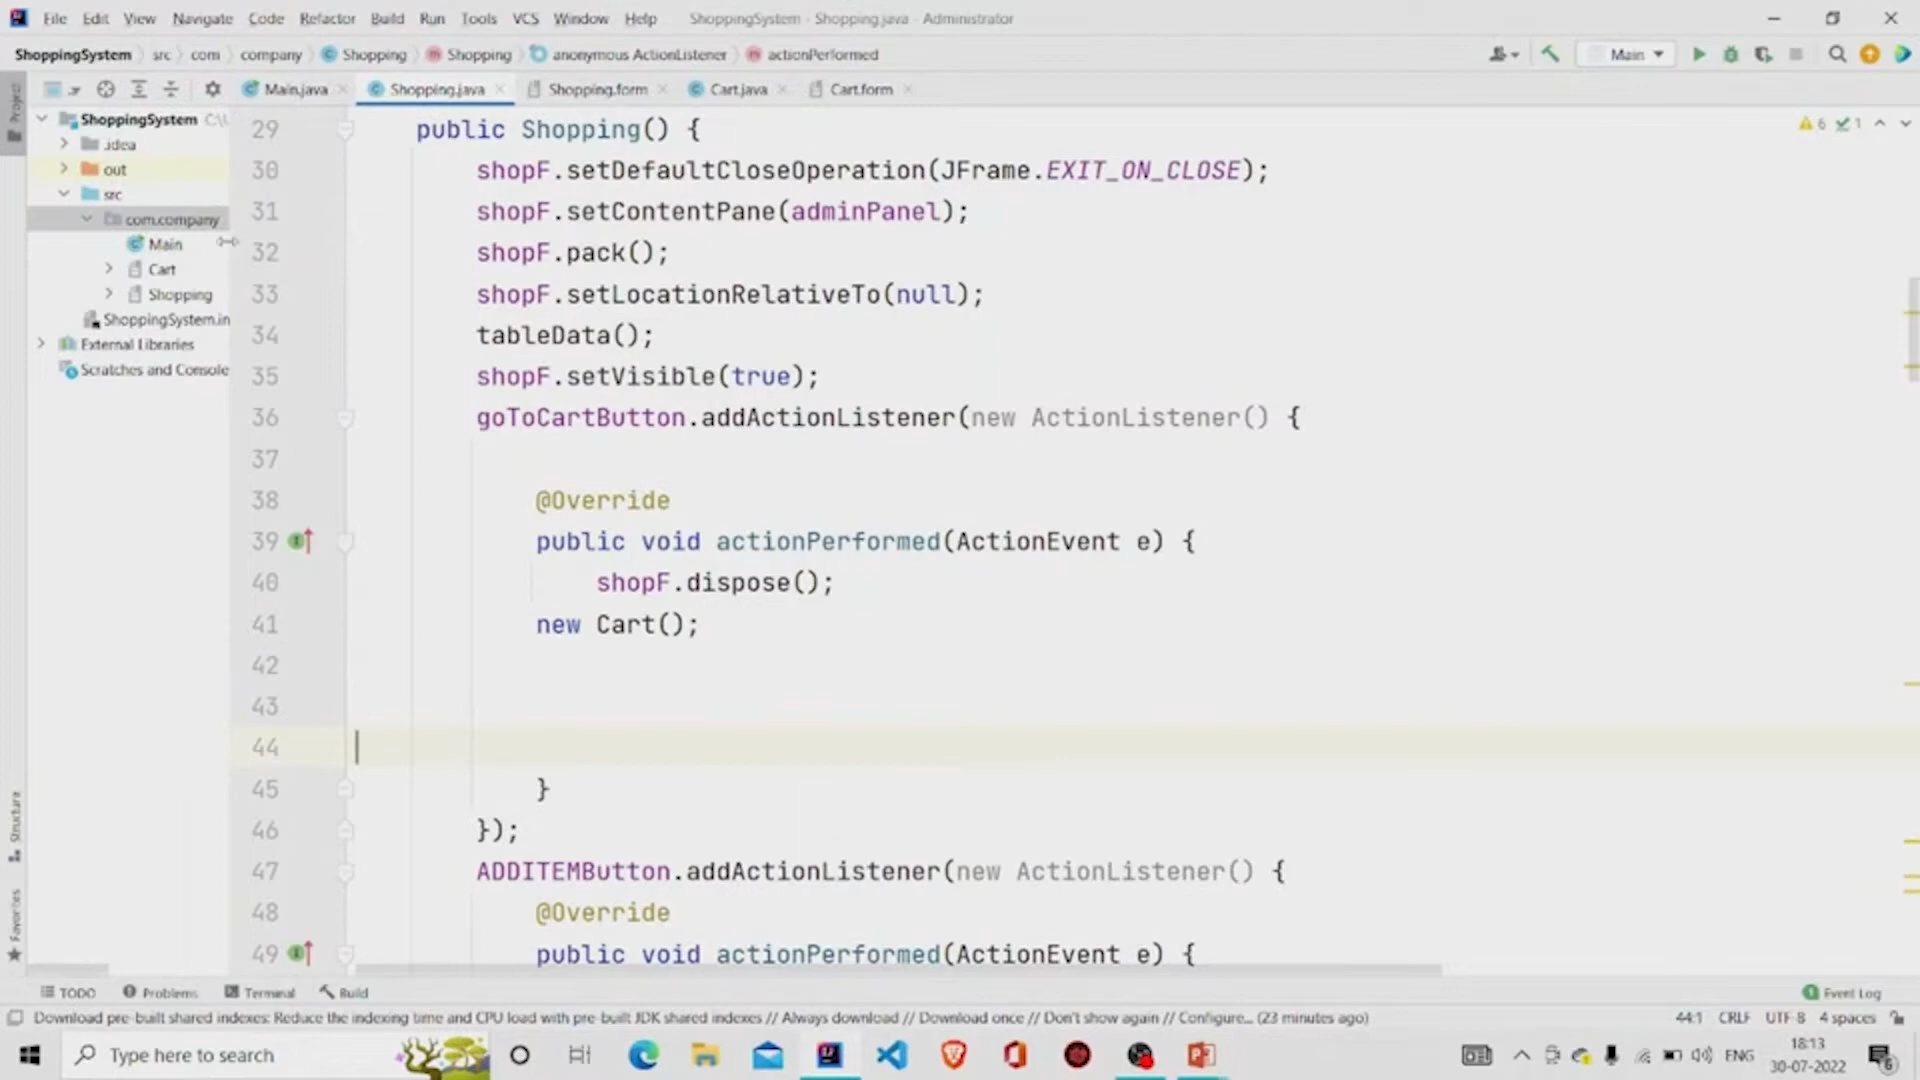 File Edit View Navigate Code Refactor Build Run Tools VCS Window Help ShoppingSystem - Shopping.java - Administrator
ShoppingSystem src com company Shopping Shopping anonymous ActionListener actionPerformed Main
Main.java Shopping.java Shopping.form Cart.java Cart.form
Project
ShoppingSystem
.idea
out
src
com.company
Main
Cart
Shopping
ShoppingSystem.in
External Libraries
Scratches and Console
6 1
29 public Shopping() {
30 shopF.setDefaultCloseOperation(JFrame.EXIT_ON_CLOSE);
31 shopF.setContentPane(adminPanel);
32 shopF.pack();
33 shopF.setLocationRelativeTo(null);
34 tableData();
35 shopF.setVisible(true);
36 goToCartButton.addActionListener(new ActionListener() {
37
38 @Override
39 public void actionPerformed(ActionEvent e) {
40 shopF.dispose();
41 new Cart();
42
43
44
45 }
46 });
47 ADDITEMButton.addActionListener(new ActionListener() {
48 @Override
49 public void actionPerformed(ActionEvent e) {
Structure
Favorites
TODO Problems Terminal Build Event Log
Download pre-built shared indexes: Reduce the indexing time and CPU load with pre-built JDK shared indexes // Always download // Download once // Don't show again // Configure... (23 minutes ago) 44:1 CRLF UTF-8 4 spaces
Type here to search ENG 18:13
30-07-2022 6